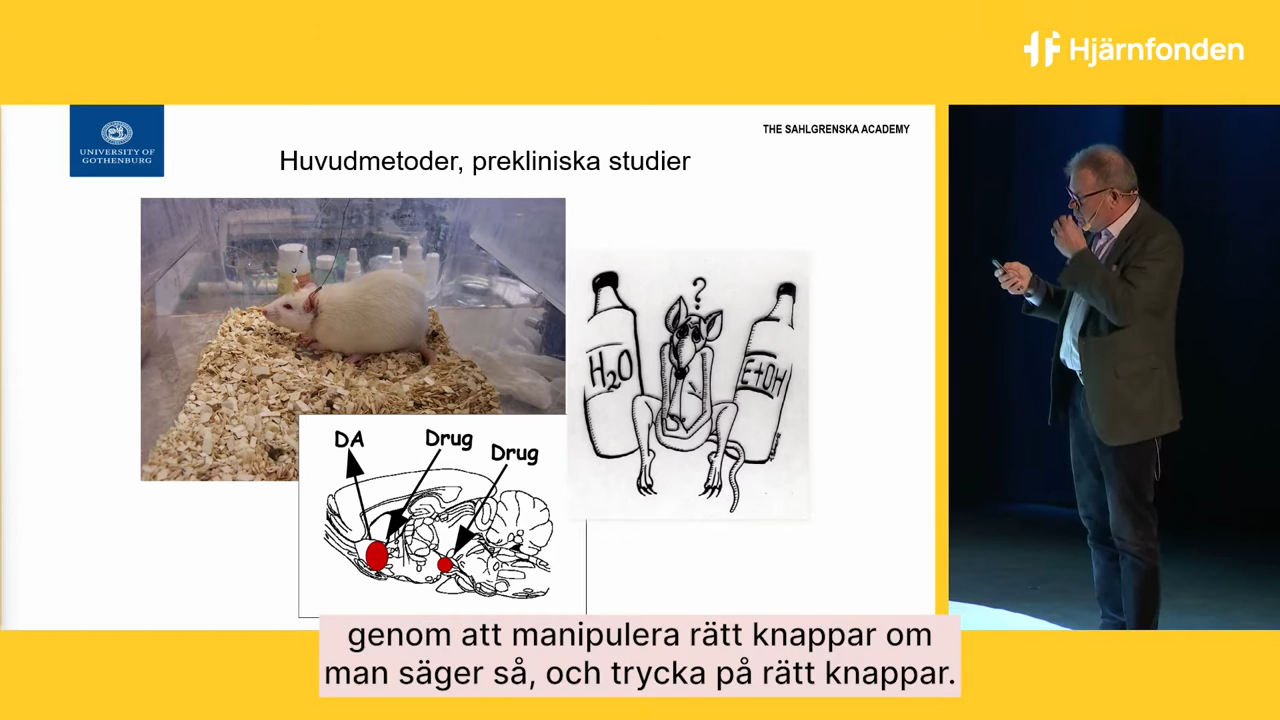 Hjärnfonden
UNIVERSITY OF
GOTHENBURG
THE SAHLGRENSKA ACADEMY
Huvudmetoder, prekliniska studier
?
H2O
EtOH
DA
Drug
Drug
genom att manipulera rätt knappar om
man säger så, och trycka på rätt knappar.